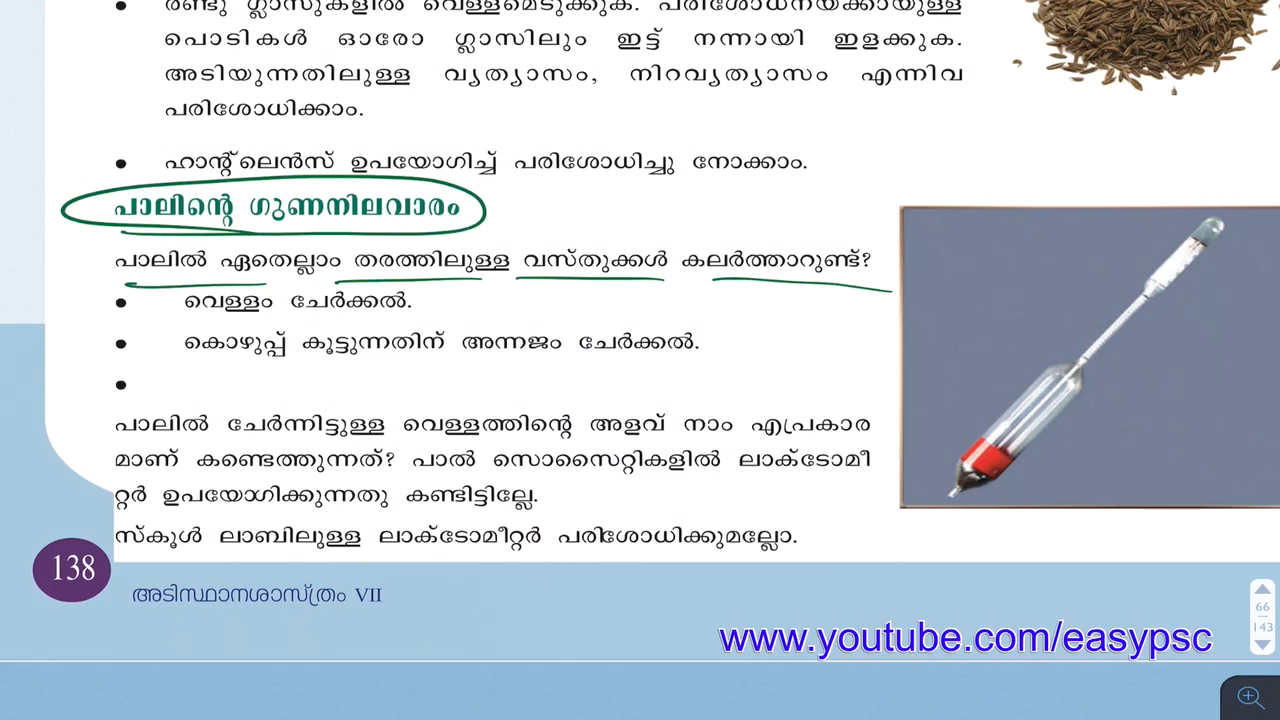 രണ്ടു ഗ്ലാസുകളിൽ വെള്ളമെടുക്കുക. പരിശോധനയ്ക്കായുള്ള
പൊടികൾ ഓരോ ഗ്ലാസിലും ഇട്ട് നന്നായി ഇളക്കുക.
അടിയുന്നതിലുള്ള വ്യത്യാസം, നിറവ്യത്യാസം എന്നിവ
പരിശോധിക്കാം.
• ഹാന്റ്ലെൻസ് ഉപയോഗിച്ച് പരിശോധിച്ചു നോക്കാം.
പാലിന്റെ ഗുണനിലവാരം
പാലിൽ ഏതെല്ലാം തരത്തിലുള്ള വസ്തുക്കൾ കലർത്താറുണ്ട്?
• വെള്ളം ചേർക്കൽ.
• കൊഴുപ്പ് കൂട്ടുന്നതിന് അന്നജം ചേർക്കൽ.
•
പാലിൽ ചേർന്നിട്ടുള്ള വെള്ളത്തിന്റെ അളവ് നാം എപ്രകാര
മാണ് കണ്ടെത്തുന്നത്? പാൽ സൊസൈറ്റികളിൽ ലാക്ടോമീ
റ്റർ ഉപയോഗിക്കുന്നതു കണ്ടിട്ടില്ലേ.
സ്കൂൾ ലാബിലുള്ള ലാക്ടോമീറ്റർ പരിശോധിക്കുമല്ലോ.
138
അടിസ്ഥാനശാസ്ത്രം VII
66
143
www.youtube.com/easypsc